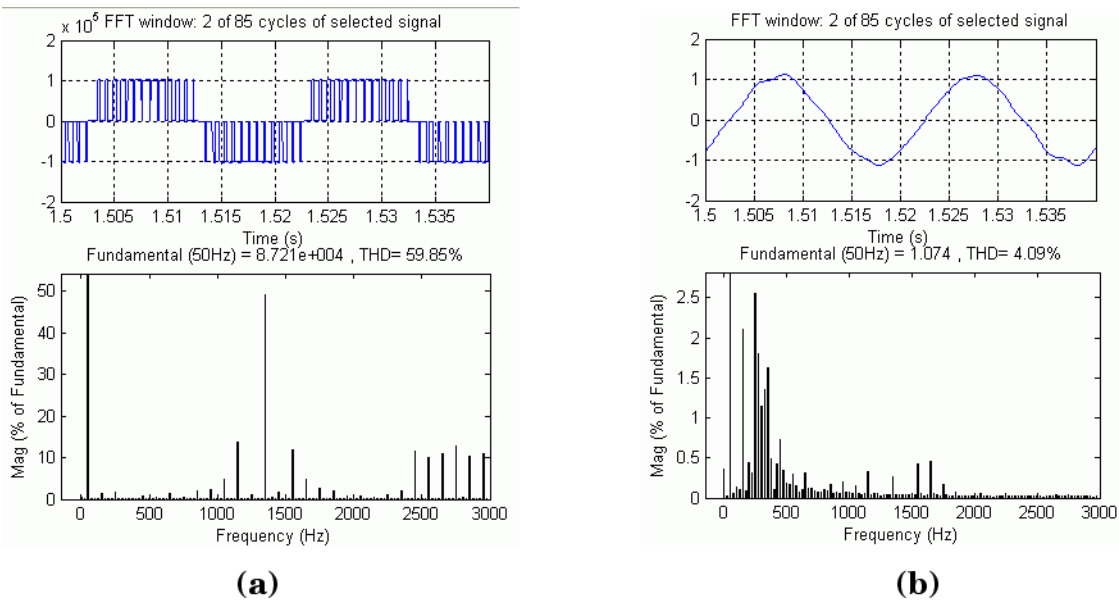 x 10^5 FFT window: 2 of 85 cycles of selected signal
2
1
0
-1
-2
1.5 1.505 1.51 1.515 1.52 1.525 1.53 1.535
Time (s)
Fundamental (50Hz) = 8.721e+004 , THD= 59.85%
Mag (% of Fundamental)
50
40
30
20
10
0
0 500 1000 1500 2000 2500 3000
Frequency (Hz)
(a)
FFT window: 2 of 85 cycles of selected signal
2
1
0
-1
-2
1.5 1.505 1.51 1.515 1.52 1.525 1.53 1.535
Time (s)
Fundamental (50Hz) = 1.074 , THD= 4.09%
Mag (% of Fundamental)
2.5
2
1.5
1
0.5
0
0 500 1000 1500 2000 2500 3000
Frequency (Hz)
(b)